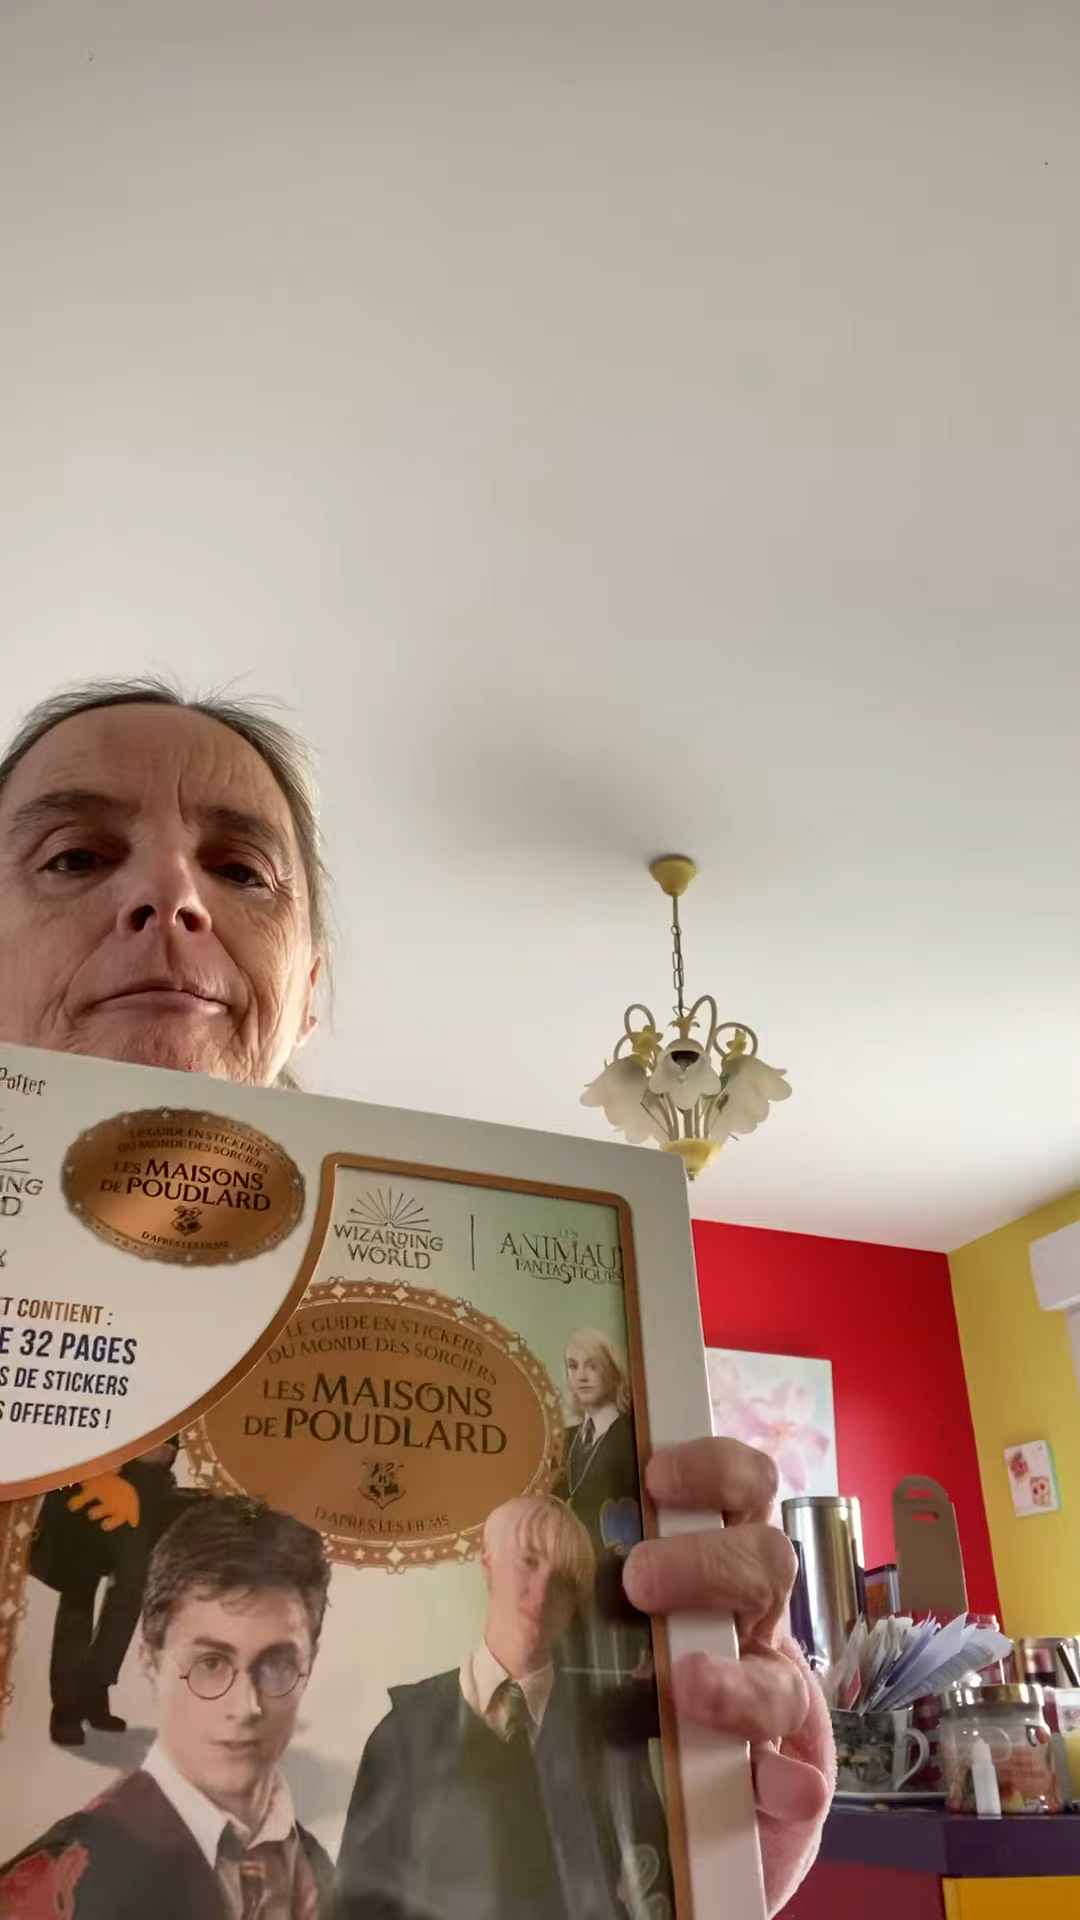 Potter
LE GUIDE EN STICKERS
DU MONDE DES SORCIERS
LES MAISONS
DE POUDLARD
D'APRÈS LES FILMS
T CONTIENT :
E 32 PAGES
S DE STICKERS
S OFFERTES !
WIZARDING
WORLD
LES
ANIMAU
FANTASTIQUES
LE GUIDE EN STICKERS
DU MONDE DES SORCIERS
LES MAISONS
DE POUDLARD
D'APRÈS LES FILMS